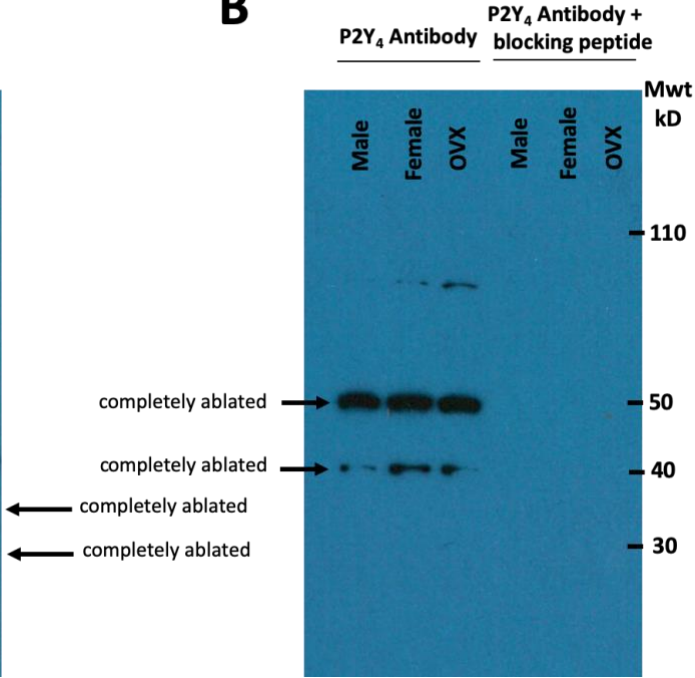 B
P2Y₄ Antibody
P2Y₄ Antibody +
blocking peptide
Mwt
kD
Male
Female
OVX
Male
Female
OVX
110
completely ablated
50
completely ablated
40
completely ablated
30
completely ablated